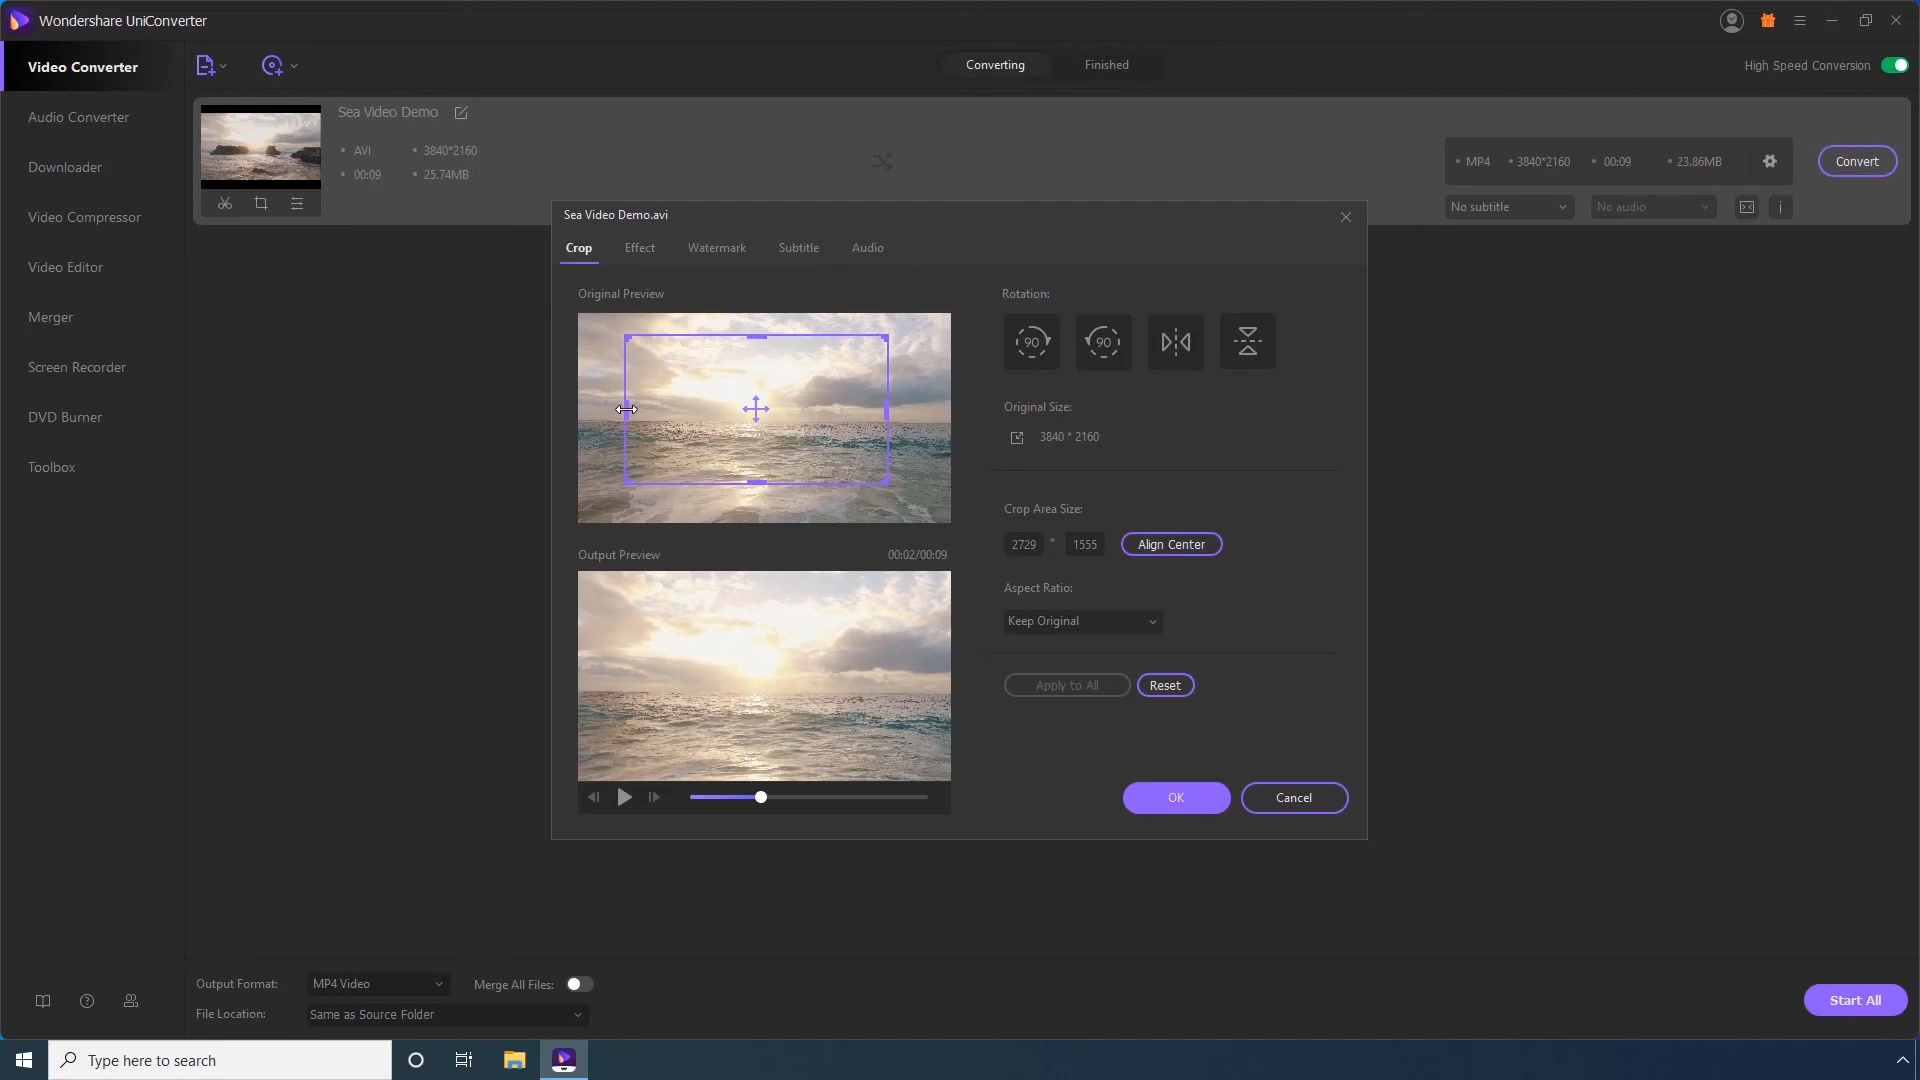 Wondershare UniConverter
Video Converter
Audio Converter
Downloader
Video Compressor
Video Editor
Merger
Screen Recorder
DVD Burner
Toolbox
Converting
Finished
High Speed Conversion
Sea Video Demo
• AVI • 3840*2160
• 00:09 • 25.74MB
• MP4 • 3840*2160 • 00:09 • 23.86MB
Convert
No subtitle
No audio
i
Sea Video Demo.avi
Crop
Effect
Watermark
Subtitle
Audio
Original Preview
Rotation:
90
90
Original Size:
3840 * 2160
Crop Area Size:
2729 * 1555
Align Center
Output Preview
00:02/00:09
Aspect Ratio:
Keep Original
Apply to All
Reset
OK
Cancel
Output Format:
MP4 Video
Merge All Files:
File Location:
Same as Source Folder
Start All
Type here to search